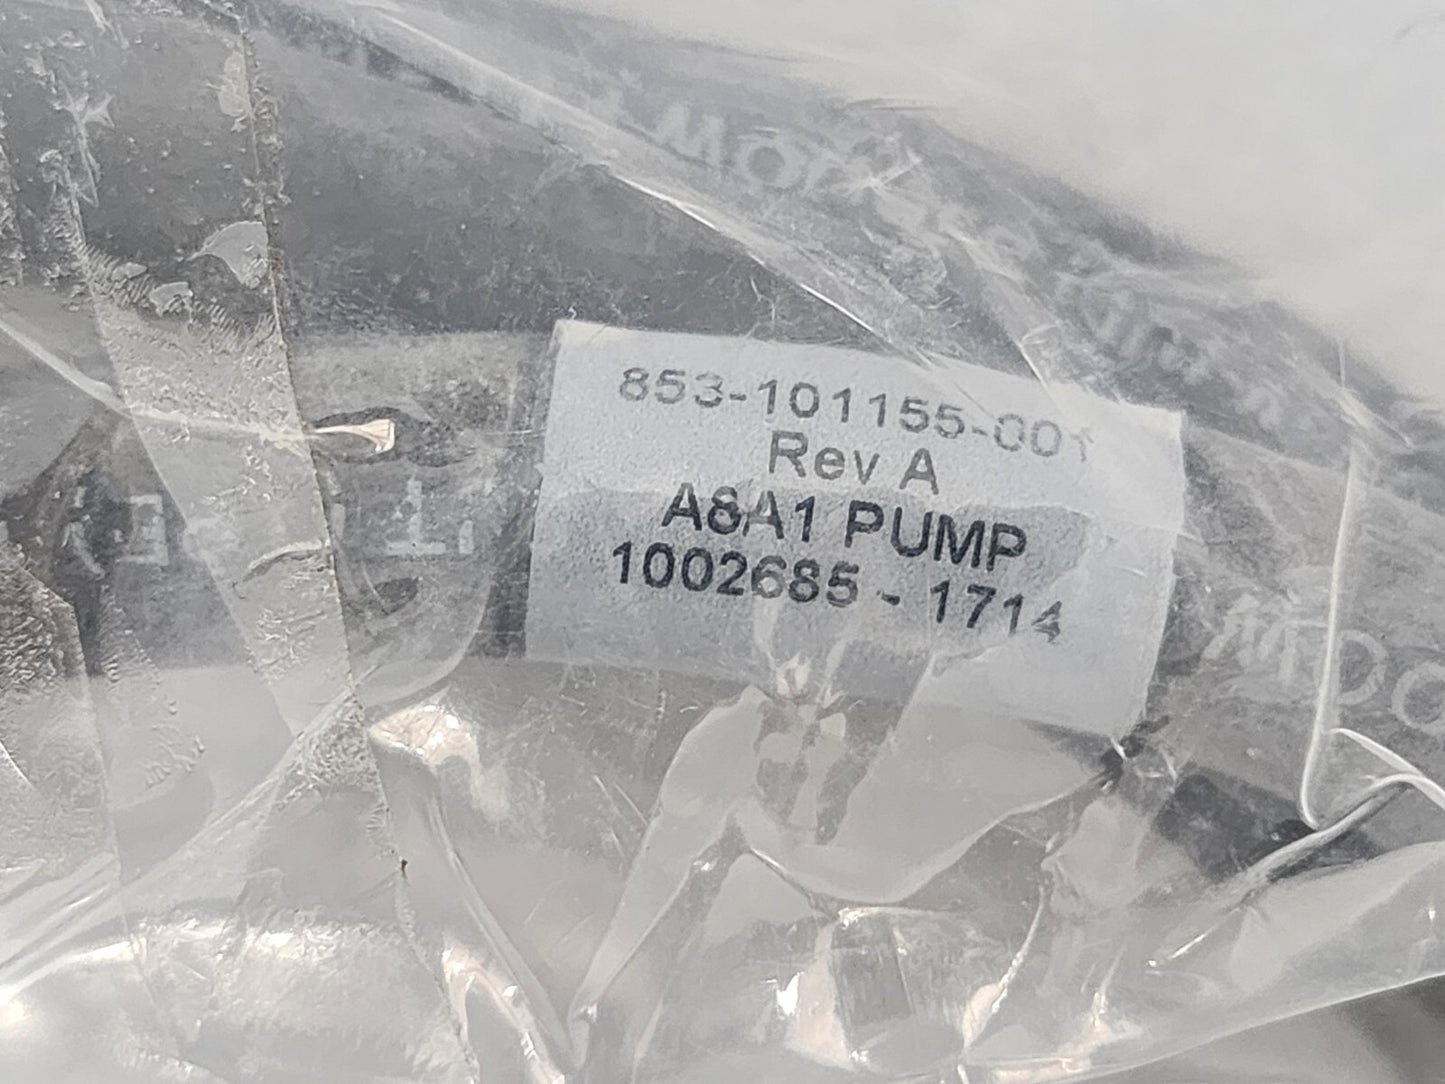 853-101155-001
Rev A
A8A1 PUMP
1002685 - 1714